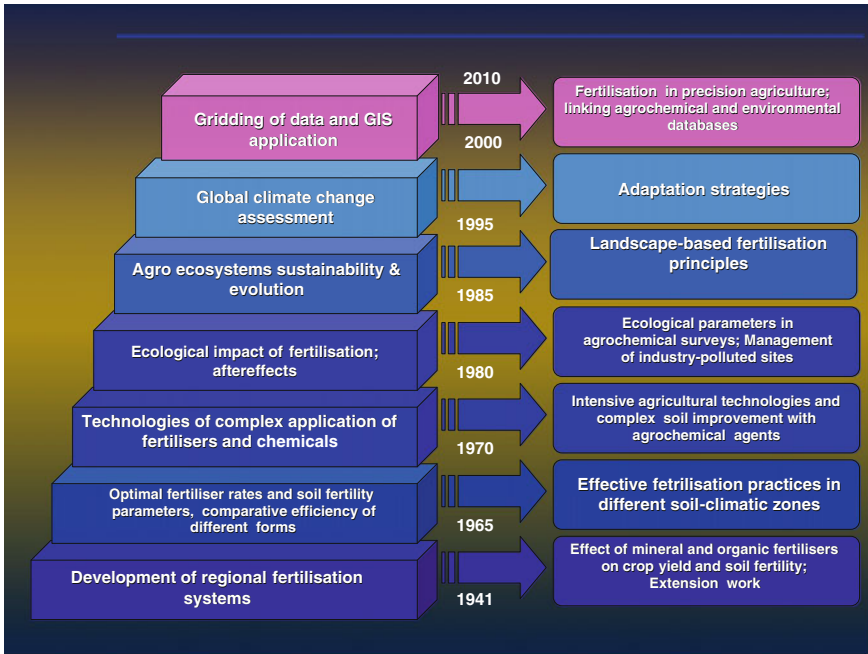 2010
Gridding of data and GIS
application
Fertilisation in precision agriculture;
linking agrochemical and environmental
databases
2000
Global climate change
assessment
Adaptation strategies
1995
Agro ecosystems sustainability &
evolution
Landscape-based fertilisation
principles
1985
Ecological impact of fertilisation;
aftereffects
Ecological parameters in
agrochemical surveys; Management
of industry-polluted sites
1980
Technologies of complex application of
fertilisers and chemicals
Intensive agricultural technologies and
complex soil improvement with
agrochemical agents
1970
Optimal fertiliser rates and soil fertility
parameters, comparative efficiency of
different forms
Effective fetrilisation practices in
different soil-climatic zones
1965
Development of regional fertilisation
systems
Effect of mineral and organic fertilisers
on crop yield and soil fertility;
Extension work
1941